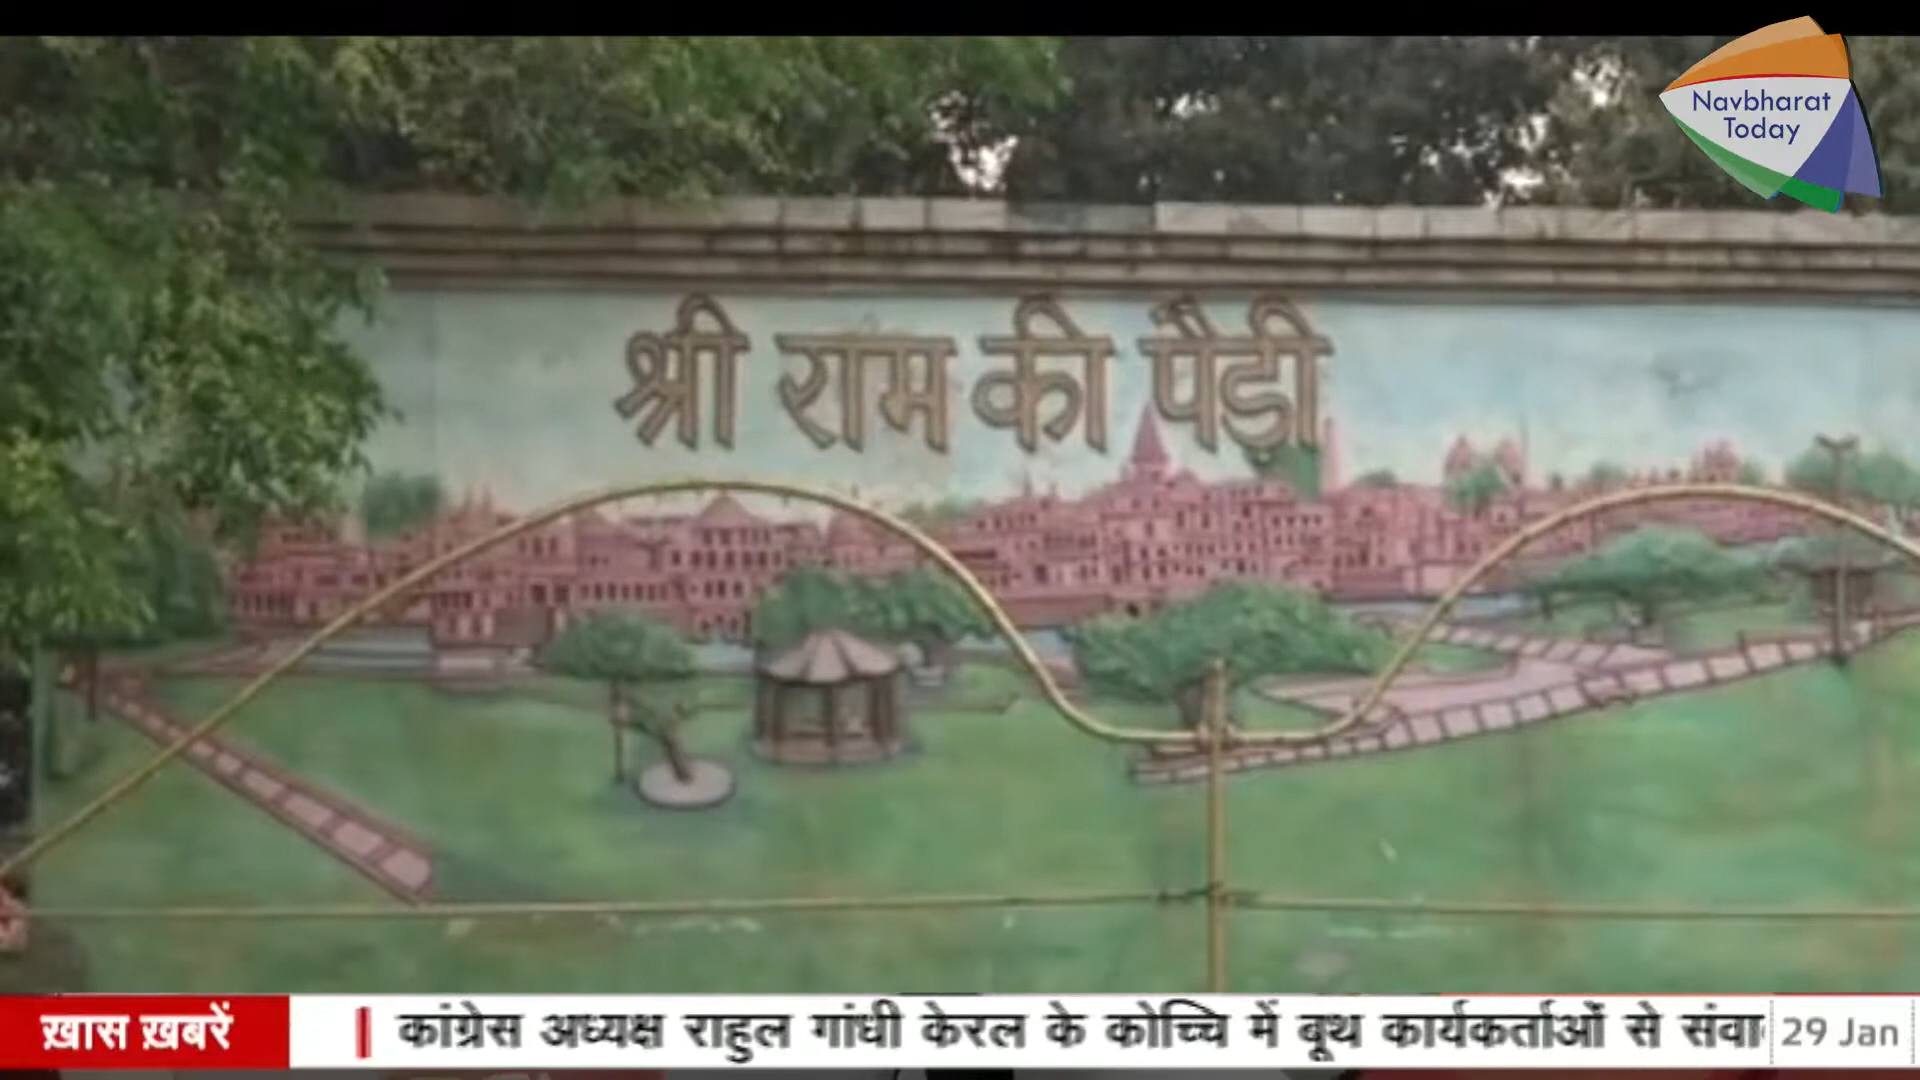 Navbharat
Today
श्री राम की पैड़ी
ख़ास ख़बरें
कांग्रेस अध्यक्ष राहुल गांधी केरल के कोच्चि में बूथ कार्यकर्ताओं से संवा
29 Jan